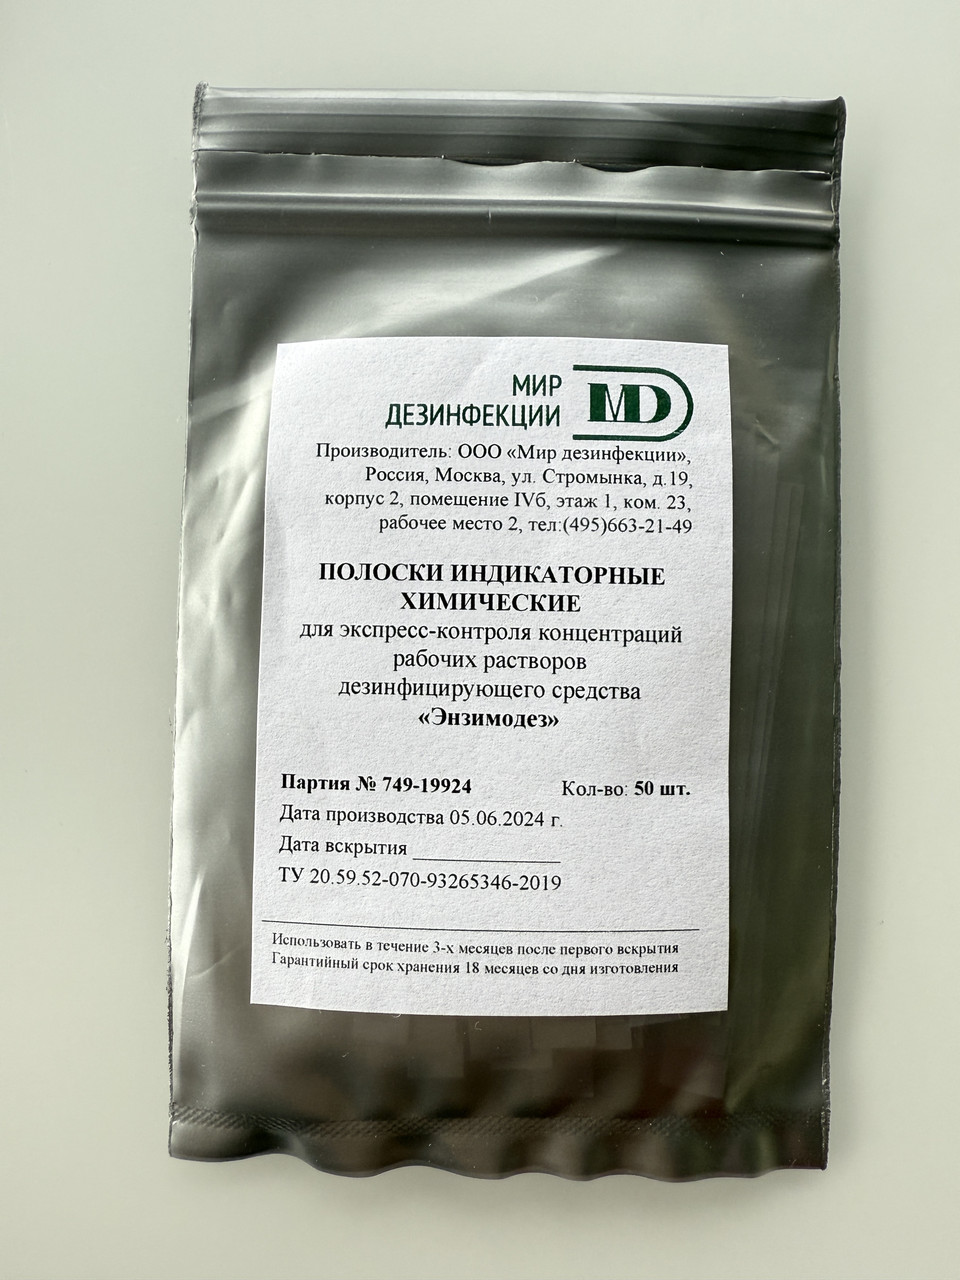 МИР
ДЕЗИНФЕКЦИИ
MD
Производитель: ООО «Мир дезинфекции»,
Россия, Москва, ул. Стромынка, д.19,
корпус 2, помещение IVб, этаж 1, ком. 23,
рабочее место 2, тел:(495)663-21-49
ПОЛОСКИ ИНДИКАТОРНЫЕ
ХИМИЧЕСКИЕ
для экспресс-контроля концентраций
рабочих растворов
дезинфицирующего средства
«Энзимодез»
Партия № 749-19924 Кол-во: 50 шт.
Дата производства 05.06.2024 г.
Дата вскрытия ______________
ТУ 20.59.52-070-93265346-2019
Использовать в течение 3-х месяцев после первого вскрытия
Гарантийный срок хранения 18 месяцев со дня изготовления